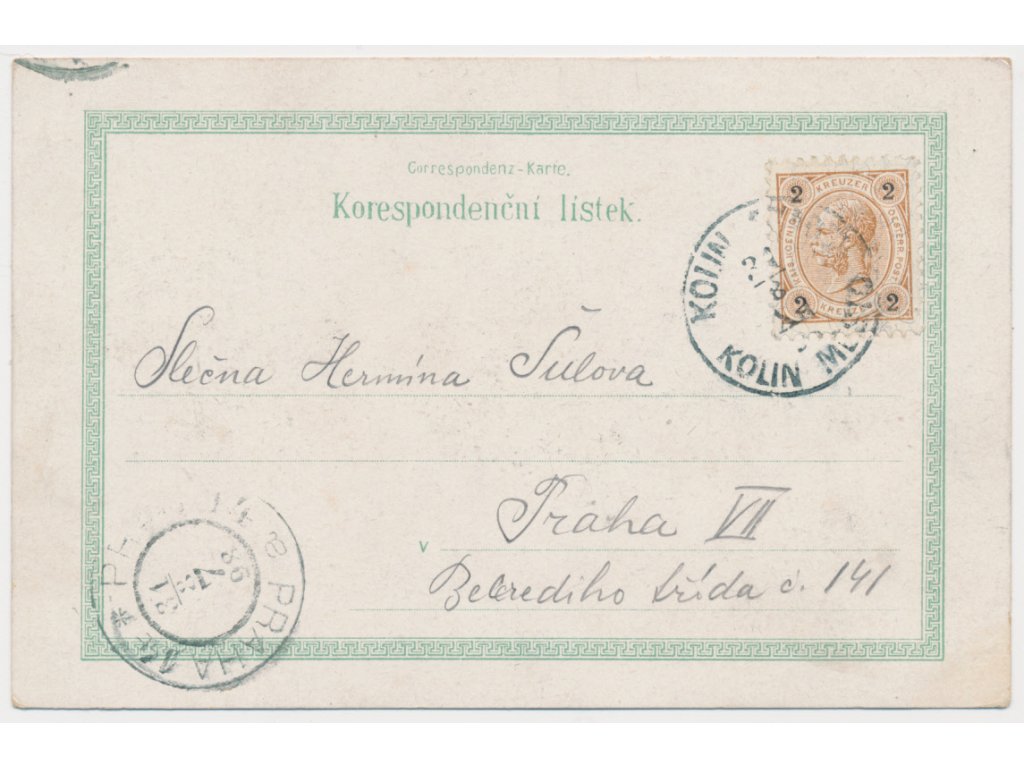 Correspondenz-Karte.
Korespondenční lístek.
2 KREUZER 2
KOLIN
KOLIN MĚSTO
2 2
Slečna Hermína Šulova
v Praha VII
Belcrediho třída č. 141
PRAHA